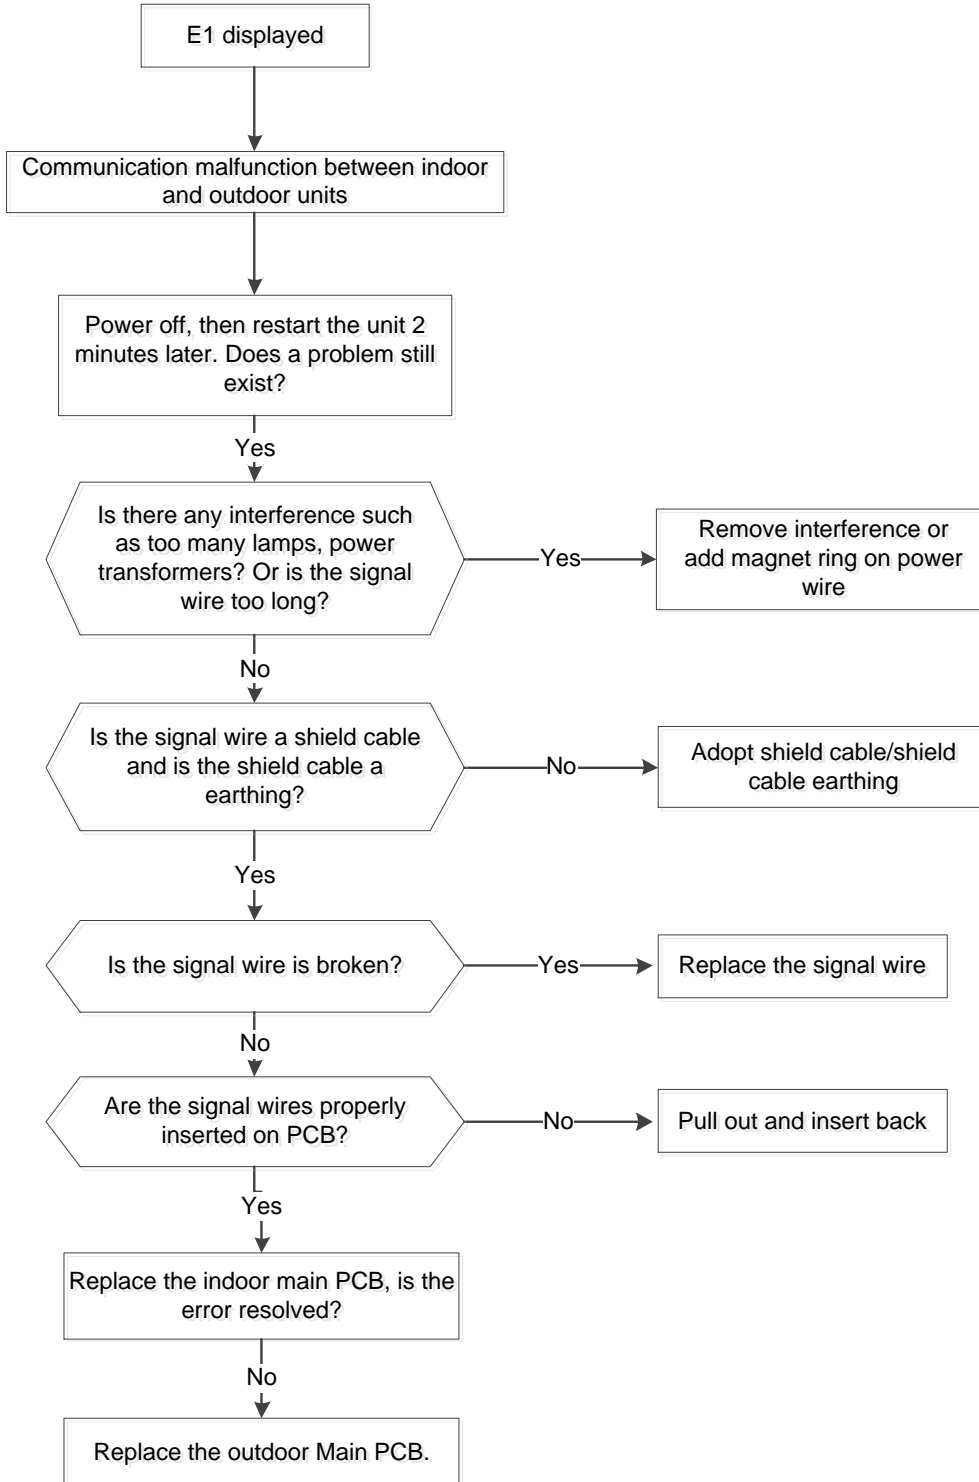 E1 displayed
Communication malfunction between indoor
and outdoor units
Power off, then restart the unit 2
minutes later. Does a problem still
exist?
Yes
Is there any interference such
as too many lamps, power
transformers? Or is the signal
wire too long?
Yes
Remove interference or
add magnet ring on power
wire
No
Is the signal wire a shield cable
and is the shield cable a
earthing?
No
Adopt shield cable/shield
cable earthing
Yes
Is the signal wire is broken?
Yes
Replace the signal wire
No
Are the signal wires properly
inserted on PCB?
No
Pull out and insert back
Yes
Replace the indoor main PCB, is the
error resolved?
No
Replace the outdoor Main PCB.